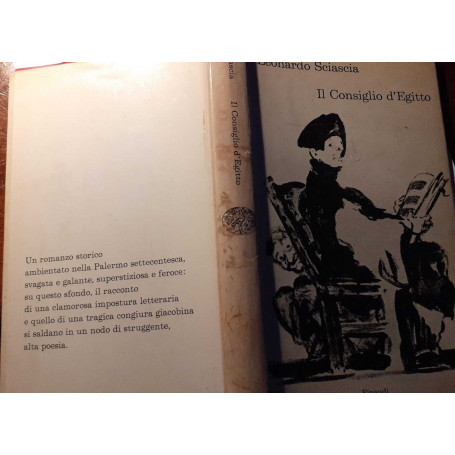 Un romanzo storico
ambientato nella Palermo settecentesca,
svagata e galante, superstiziosa e feroce:
su questo sfondo, il racconto
di una clamorosa impostura letteraria
e quello di una tragica congiura giacobina
si saldano in un nodo di struggente,
alta poesia.
Il Consiglio d'Egitto
Leonardo Sciascia
Il Consiglio d'Egitto